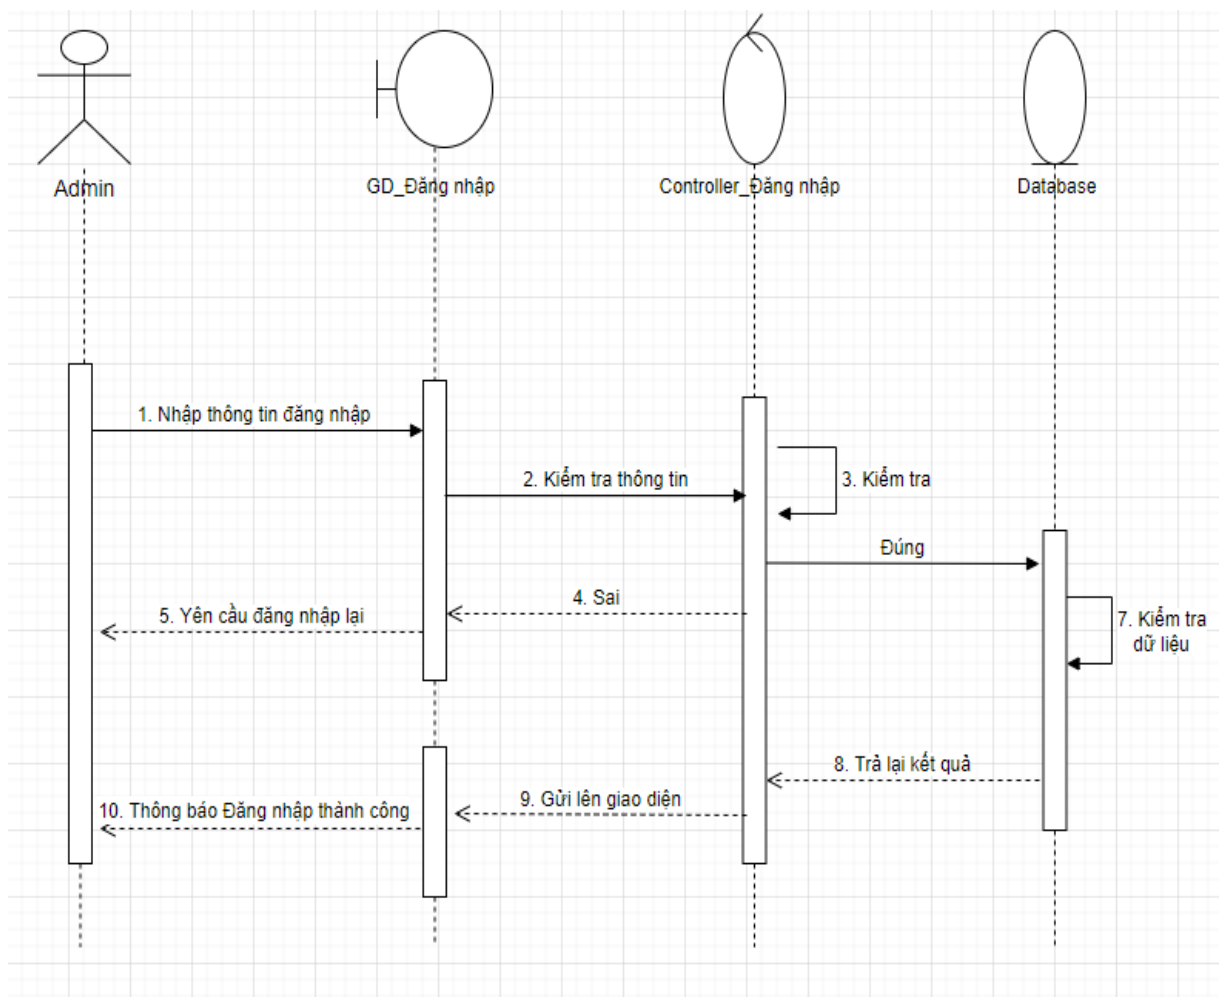 Admin
GD_Đăng nhập
Controller_Đăng nhập
Database
1. Nhập thông tin đăng nhập
2. Kiểm tra thông tin
3. Kiểm tra
Đúng
4. Sai
5. Yên cầu đăng nhập lại
7. Kiểm tra
dữ liệu
8. Trả lại kết quả
9. Gửi lên giao diện
10. Thông báo Đăng nhập thành công